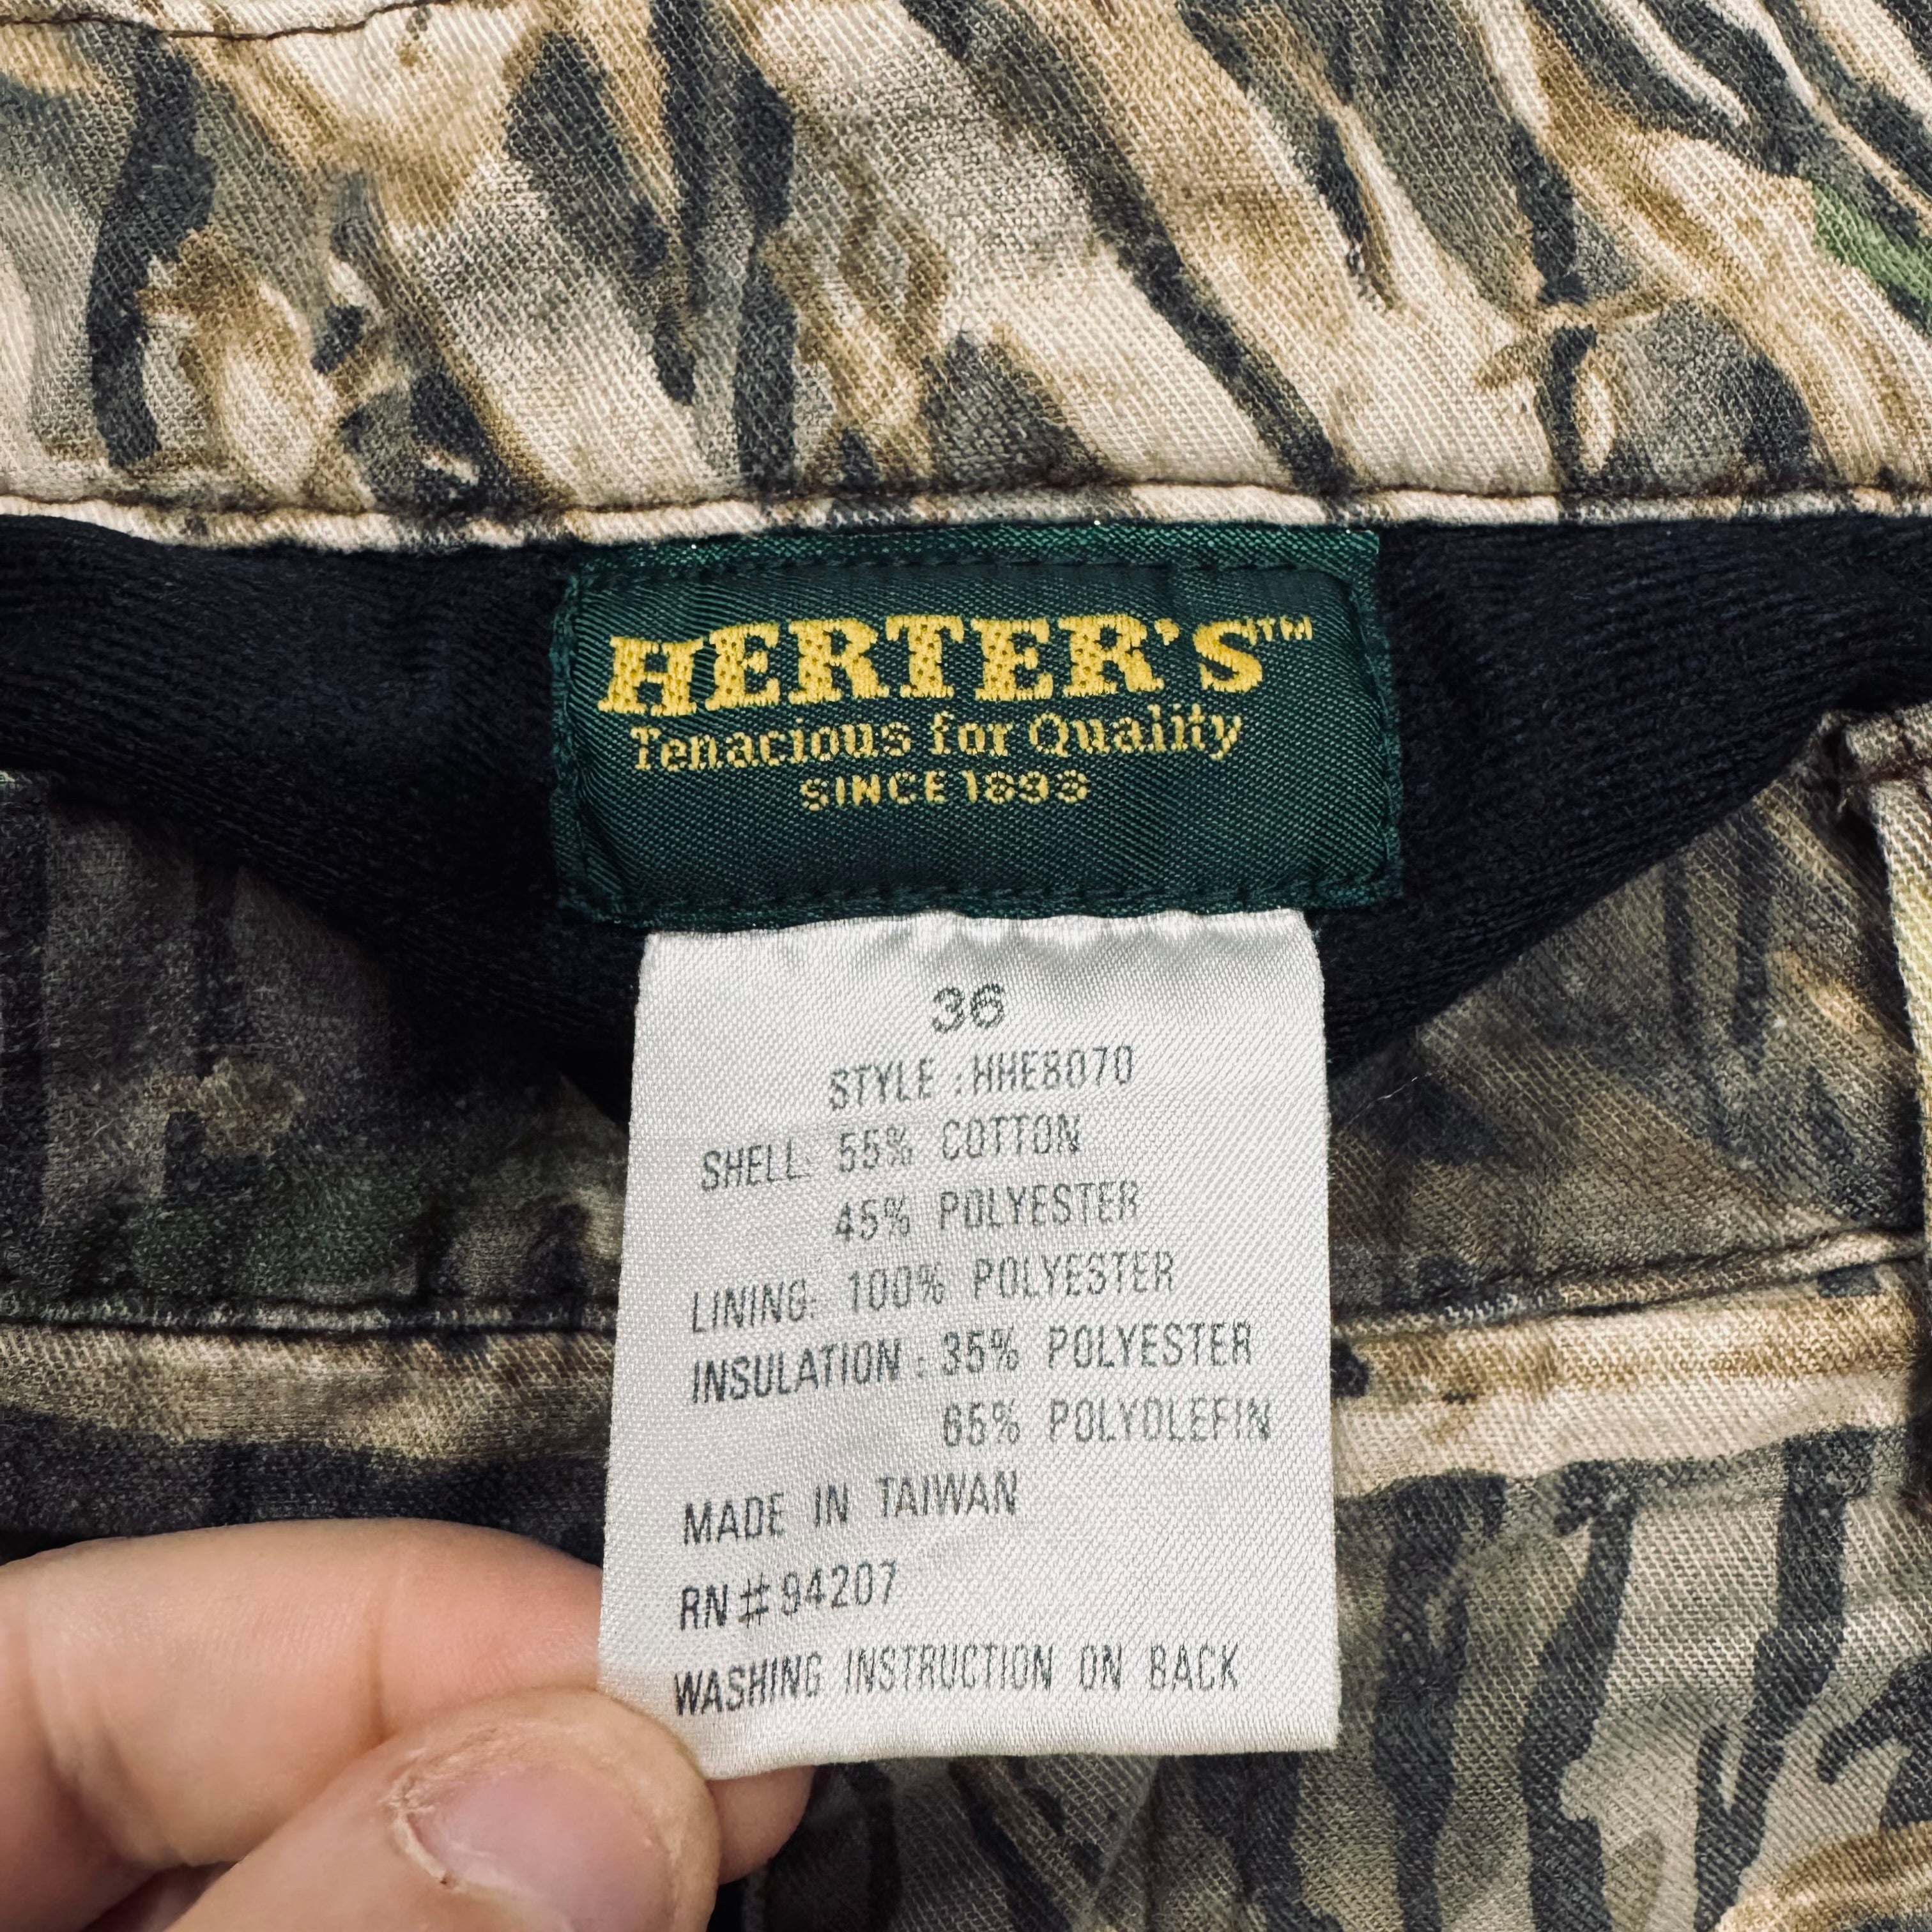 HERTER'S™
Tenacious for Quality
SINCE 1893
36
STYLE : HHE8070
SHELL: 55% COTTON
45% POLYESTER
LINING: 100% POLYESTER
INSULATION : 35% POLYESTER
65% POLYOLEFIN
MADE IN TAIWAN
RN#94207
WASHING INSTRUCTION ON BACK